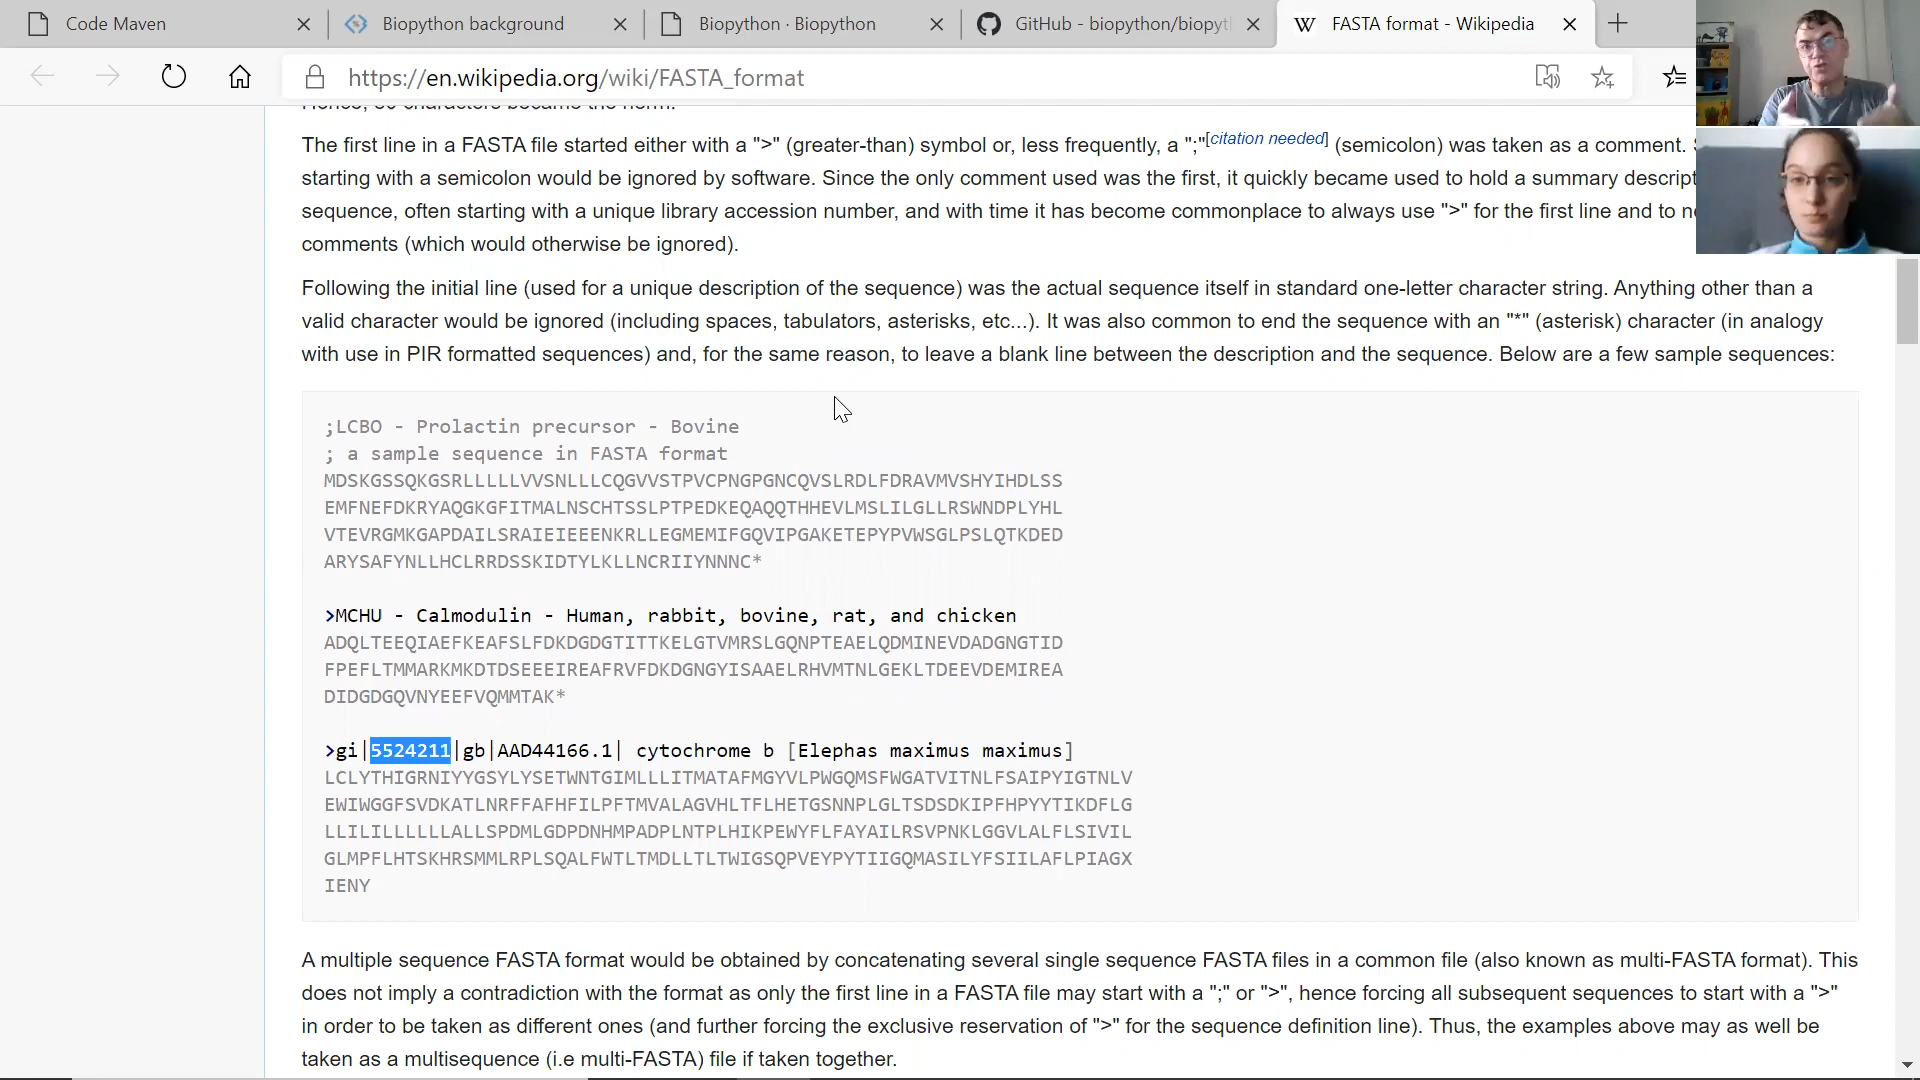 Code Maven
Biopython background
Biopython · Biopython
GitHub - biopython/biopyt
W FASTA format - Wikipedia
https://en.wikipedia.org/wiki/FASTA_format
Hence, 80 characters became the norm.
The first line in a FASTA file started either with a ">" (greater-than) symbol or, less frequently, a ";"[citation needed] (semicolon) was taken as a comment. S
starting with a semicolon would be ignored by software. Since the only comment used was the first, it quickly became used to hold a summary descript
sequence, often starting with a unique library accession number, and with time it has become commonplace to always use ">" for the first line and to n
comments (which would otherwise be ignored).
Following the initial line (used for a unique description of the sequence) was the actual sequence itself in standard one-letter character string. Anything other than a
valid character would be ignored (including spaces, tabulators, asterisks, etc...). It was also common to end the sequence with an "*" (asterisk) character (in analogy
with use in PIR formatted sequences) and, for the same reason, to leave a blank line between the description and the sequence. Below are a few sample sequences:
;LCBO - Prolactin precursor - Bovine
; a sample sequence in FASTA format
MDSKGSSQKGSRLLLLLVVSNLLLCQGVVSTPVCPNGPGNCQVSLRDLFDRAVMVSHYIHDLSS
EMFNEFDKRYAQGKGFITMALNSCHTSSLPTPEDKEQAQQTHHEVLMSLILGLLRSWNDPLYHL
VTEVRGMKGAPDAILSRAIEIEEENKRLLEGMEMIFGQVIPGAKETEPYPVWSGLPSLQTKDED
ARYSAFYNLLHCLRRDSSKIDTYLKLLNCRIIYNNNC*
>MCHU - Calmodulin - Human, rabbit, bovine, rat, and chicken
ADQLTEEQIAEFKEAFSLFDKDGDGTITTKELGTVMRSLGQNPTEAELQDMINEVDADGNGTID
FPEFLTMMARKMKDTDSEEEIREAFRVFDKDGNGYISAAELRHVMTNLGEKLTDEEVDEMIREA
DIDGDGQVNYEEFVQMMTAK*
>gi|5524211|gb|AAD44166.1| cytochrome b [Elephas maximus maximus]
LCLYTHIGRNIYYGSYLYSETWNTGIMLLLITMATAFMGYVLPWGQMSFWGATVITNLFSAIPYIGTNLV
EWIWGGFSVDKATLNRFFAFHFILPFTMVALAGVHLTFLHETGSNNPLGLTSDSDKIPFHPYYTIKDFLG
LLILILLLLLLALLSPDMLGDPDNHMPADPLNTPLHIKPEWYFLFAYAILRSVPNKLGGVLALFLSIVIL
GLMPFLHTSKHRSMMLRPLSQALFWTLTMDLLTLTWIGSQPVEYPYTIIGQMASILYFSIILAFLPIAGX
IENY
A multiple sequence FASTA format would be obtained by concatenating several single sequence FASTA files in a common file (also known as multi-FASTA format). This
does not imply a contradiction with the format as only the first line in a FASTA file may start with a ";" or ">", hence forcing all subsequent sequences to start with a ">"
in order to be taken as different ones (and further forcing the exclusive reservation of ">" for the sequence definition line). Thus, the examples above may as well be
taken as a multisequence (i.e multi-FASTA) file if taken together.